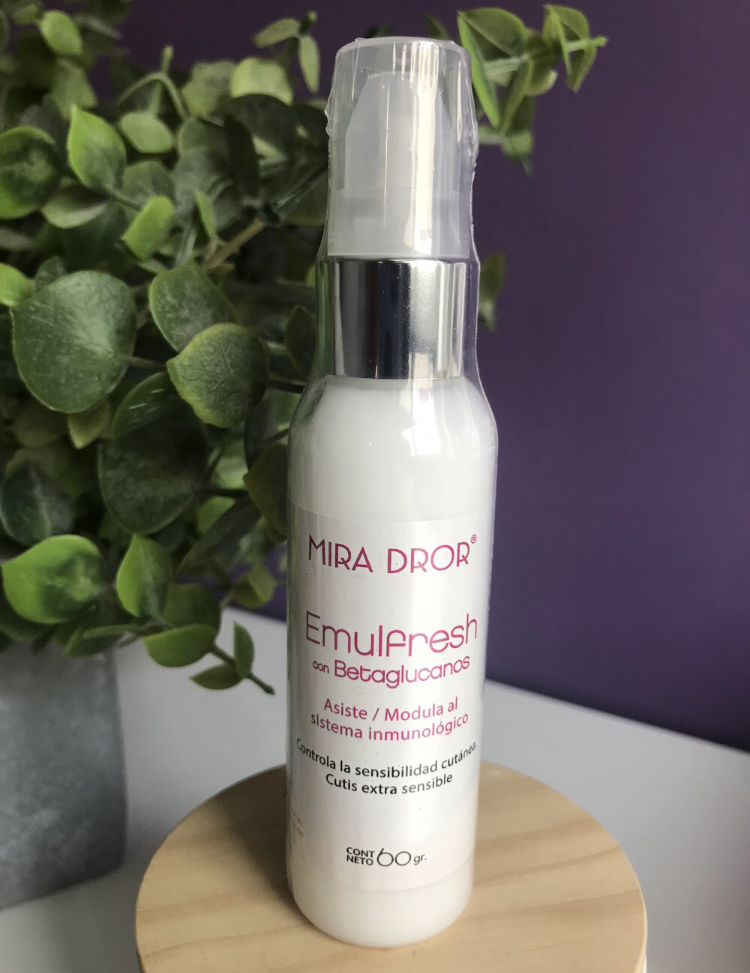 MIRA DROR®
Emulfresh
con Betaglucanos
Asiste / Modula al
sistema inmunológico
Controla la sensibilidad cutánea.
Cutis extra sensible
CONT
NETO 60 gr.